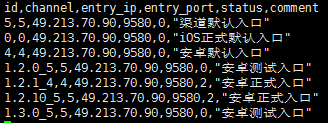 id,channel,entry_ip,entry_port,status,comment
5,5,49.213.70.90,9580,0,"渠道默认入口"
0,0,49.213.70.90,9580,0,"iOS正式默认入口"
4,4,49.213.70.90,9580,0,"安卓默认入口"
1.2.0_5,5,49.213.70.90,9580,0,"安卓测试入口"
1.2.1_4,4,49.213.70.90,9580,2,"安卓正式入口"
1.2.10_5,5,49.213.70.90,9580,2,"安卓正式入口"
1.3.0_5,5,49.213.70.90,9580,0,"安卓测试入口"